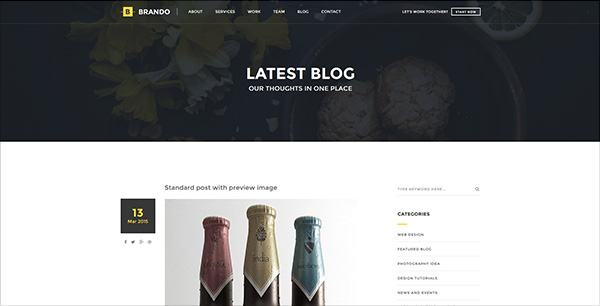 B BRANDO ABOUT SERVICES WORK TEAM BLOG CONTACT LET'S WORK TOGETHER! START NOW
LATEST BLOG
OUR THOUGHTS IN ONE PLACE
Standard post with preview image
TYPE KEYWORD HERE ...
13
Mar 2015
CATEGORIES
WEB DESIGN
FEATURED BLOG
PHOTOGRAPHY IDEA
DESIGN TUTORIALS
NEWS AND EVENTS
india